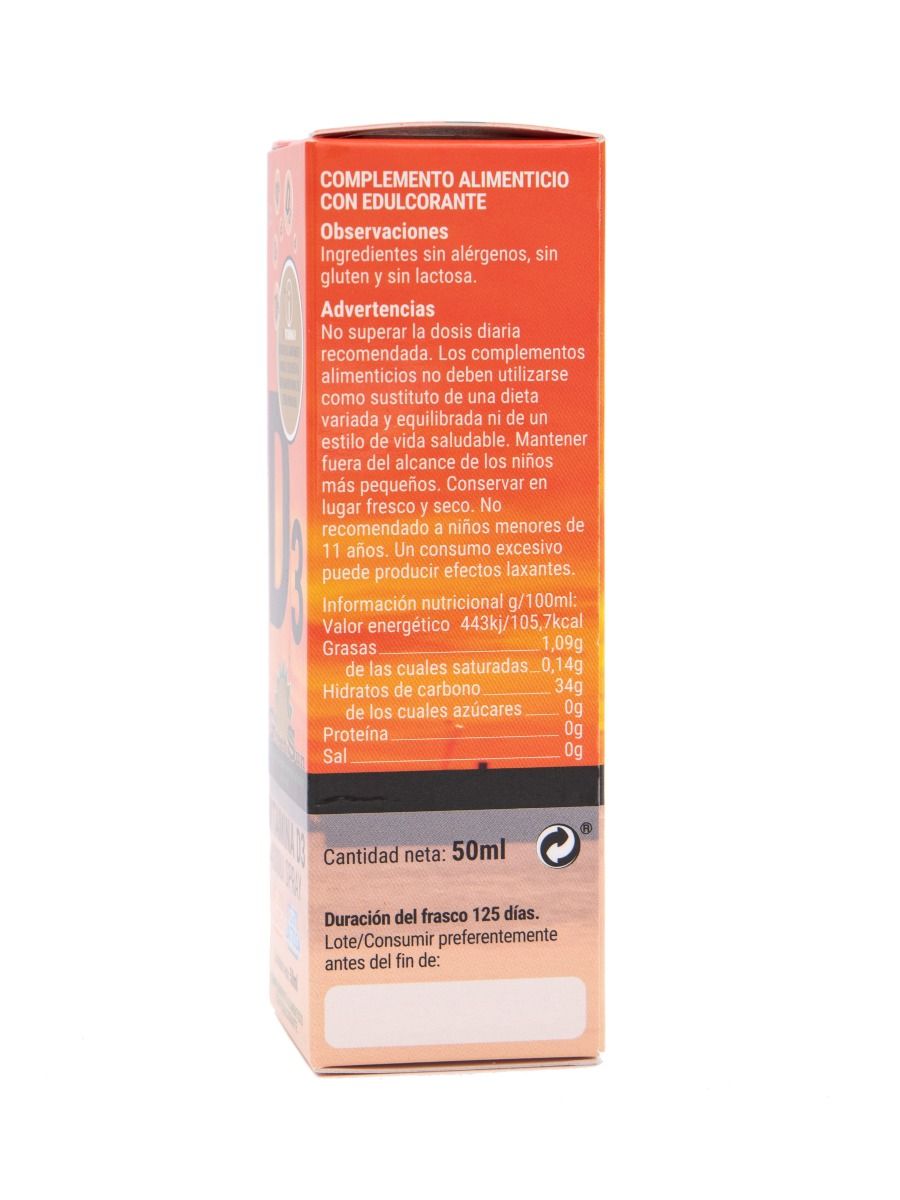 COMPLEMENTO ALIMENTICIO
CON EDULCORANTE
Observaciones
Ingredientes sin alérgenos, sin
gluten y sin lactosa.
Advertencias
No superar la dosis diaria
recomendada. Los complementos
alimenticios no deben utilizarse
como sustituto de una dieta
variada y equilibrada ni de un
estilo de vida saludable. Mantener
fuera del alcance de los niños
más pequeños. Conservar en
lugar fresco y seco. No
recomendado a niños menores de
11 años. Un consumo excesivo
puede producir efectos laxantes.
Información nutricional g/100ml:
Valor energético 443kj/105,7kcal
Grasas 1,09g
de las cuales saturadas 0,14g
Hidratos de carbono 34g
de los cuales azúcares 0g
Proteína 0g
Sal 0g
Cantidad neta: 50ml
®
Duración del frasco 125 días.
Lote/Consumir preferentemente
antes del fin de:
D3
VITAMINA D3
SPRAY